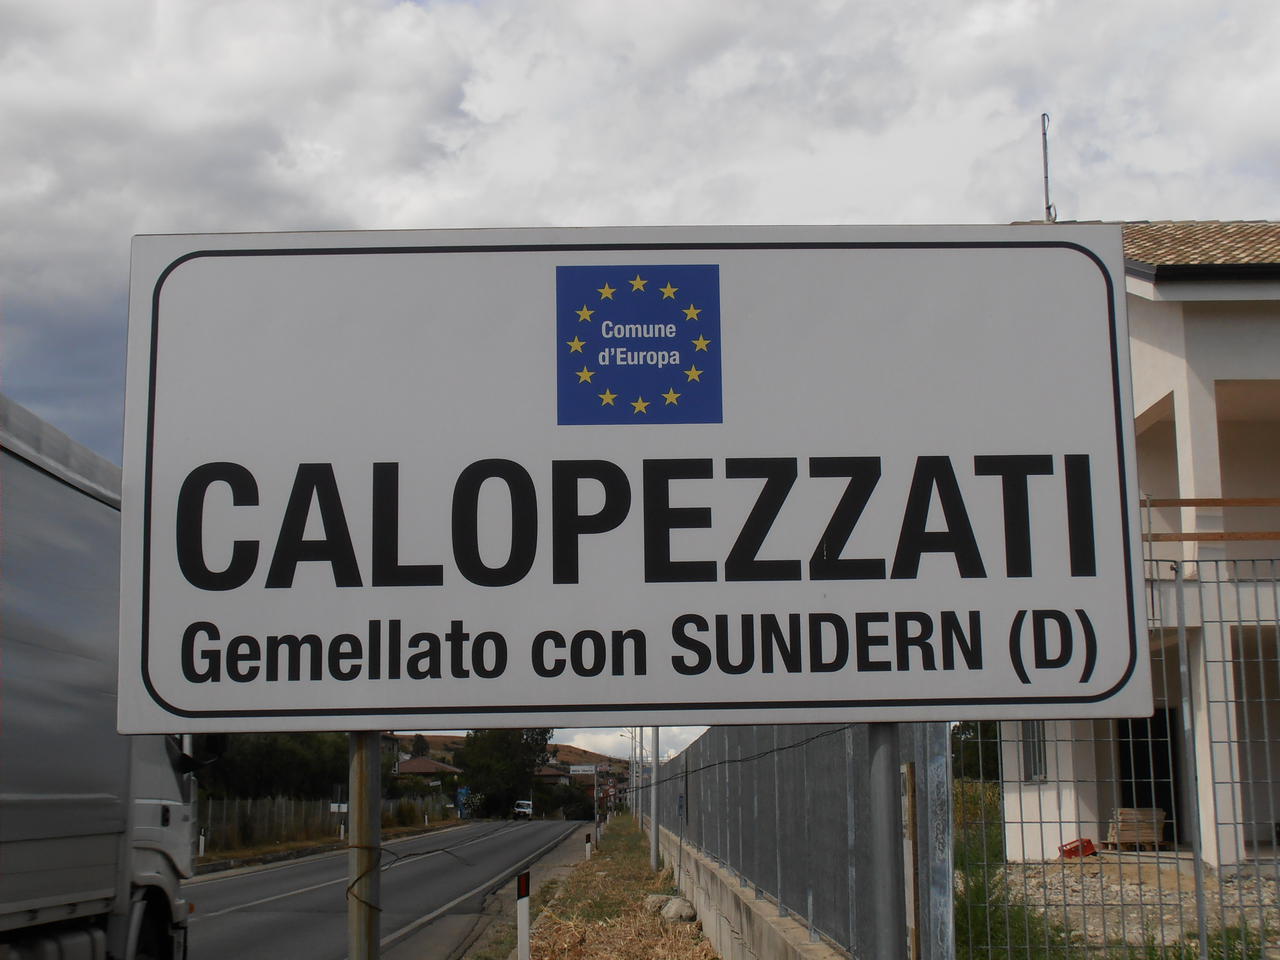 Comune
d'Europa
CALOPEZZATI
Gemellato con SUNDERN (D)